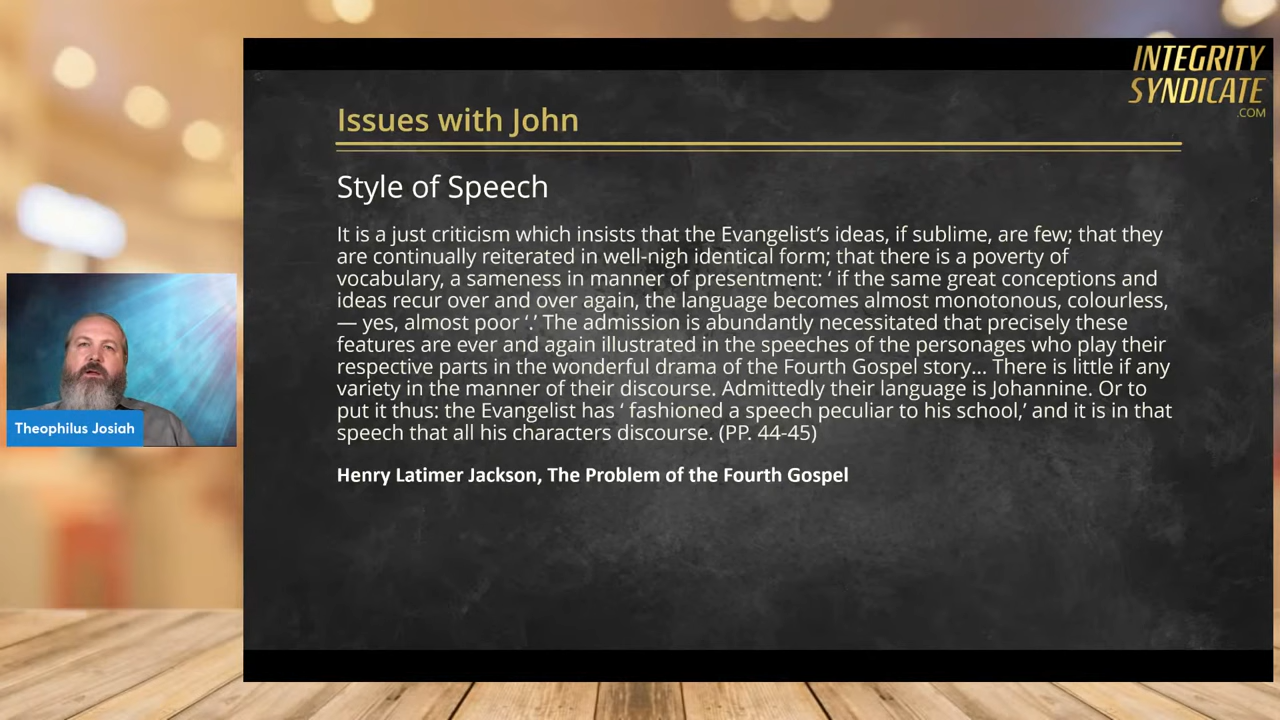 INTEGRITY
SYNDICATE
.COM
Issues with John
Style of Speech
It is a just criticism which insists that the Evangelist's ideas, if sublime, are few; that they
are continually reiterated in well-nigh identical form; that there is a poverty of
vocabulary, a sameness in manner of presentment: ‘ if the same great conceptions and
ideas recur over and over again, the language becomes almost monotonous, colourless,
— yes, almost poor ‘.’ The admission is abundantly necessitated that precisely these
features are ever and again illustrated in the speeches of the personages who play their
respective parts in the wonderful drama of the Fourth Gospel story... There is little if any
variety in the manner of their discourse. Admittedly their language is Johannine. Or to
put it thus: the Evangelist has ‘ fashioned a speech peculiar to his school,’ and it is in that
speech that all his characters discourse. (PP. 44-45)
Henry Latimer Jackson, The Problem of the Fourth Gospel
Theophilus Josiah